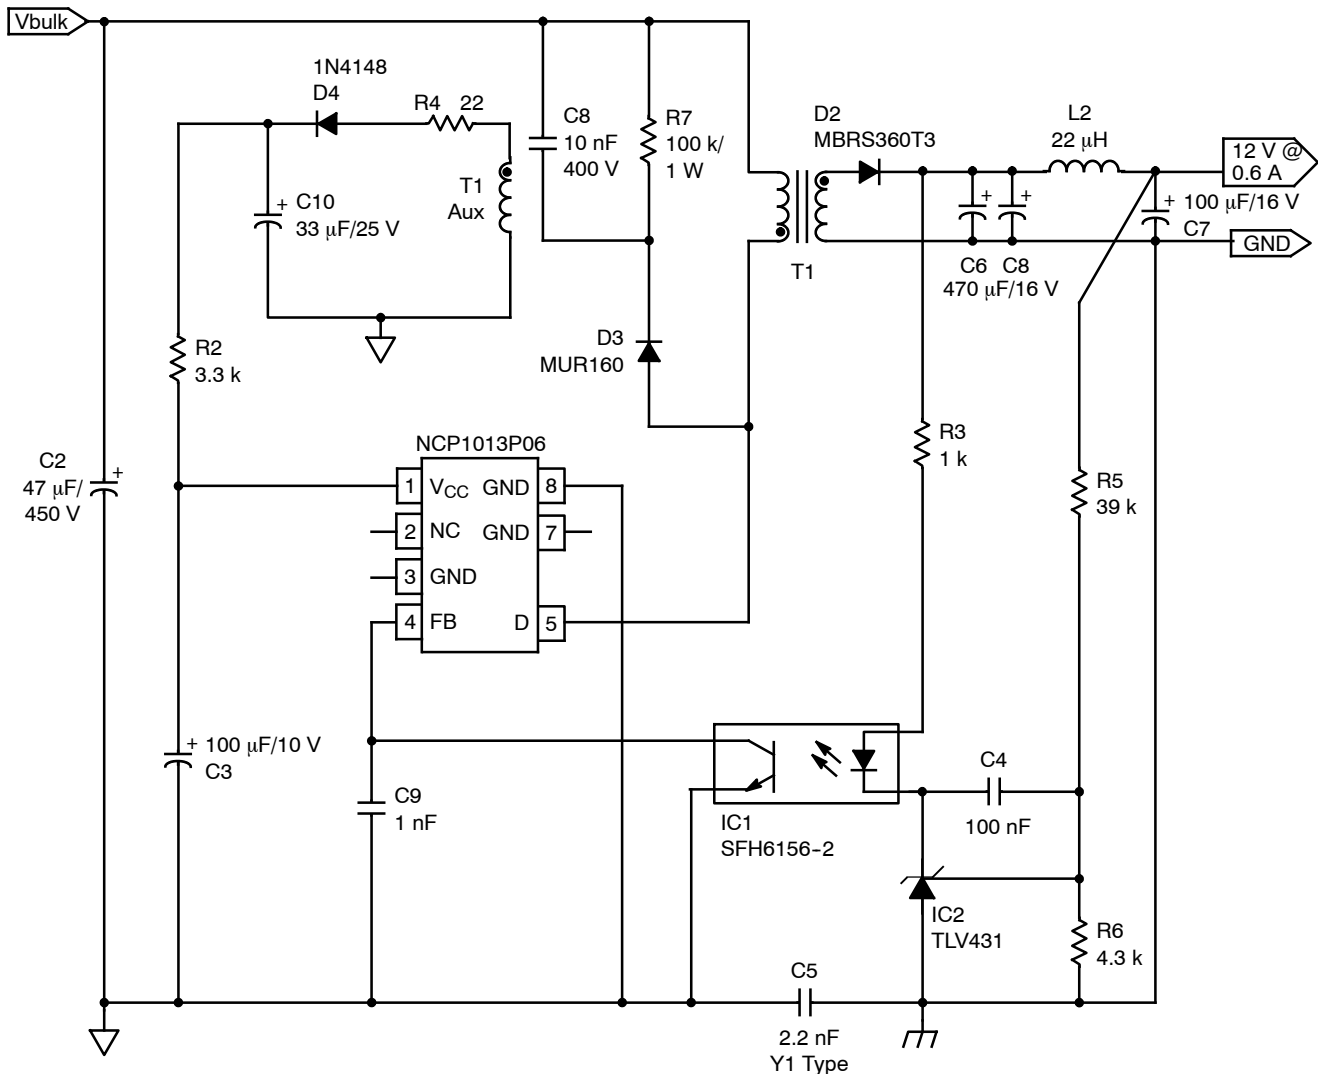 Vbulk
1N4148
D4
R4 22
C8
10 nF
400 V
R7
100 k/
1 W
D2
MBRS360T3
L2
22 μH
12 V @
0.6 A
T1
Aux
+ C10
33 μF/25 V
+ +
+ 100 μF/16 V
C7
GND
T1
C6 C8
470 μF/16 V
R2
3.3 k
D3
MUR160
NCP1013P06
R3
1 k
C2
47 μF/
450 V
+
1 VCC GND 8
2 NC GND 7
3 GND
4 FB D 5
R5
39 k
+ 100 μF/10 V
C3
C9
1 nF
IC1
SFH6156-2
C4
100 nF
IC2
TLV431
R6
4.3 k
C5
2.2 nF
Y1 Type